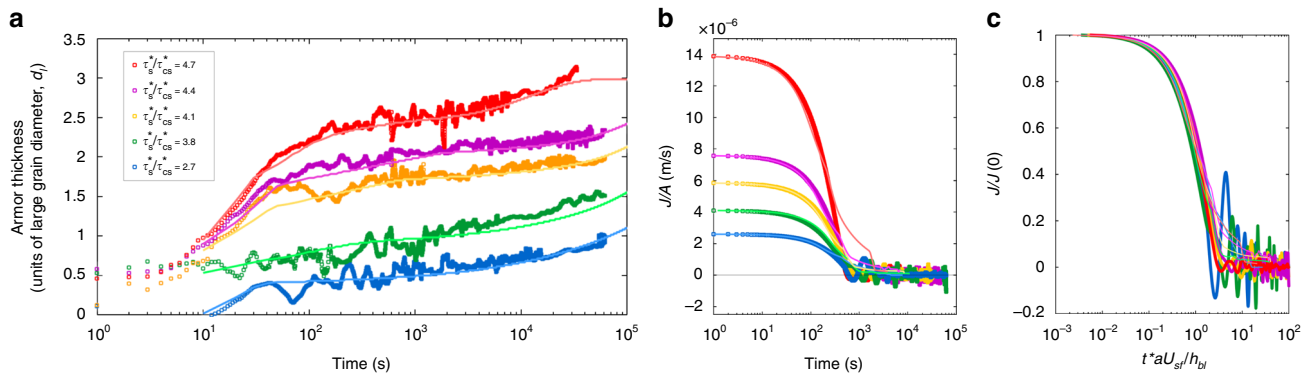 a
Armor thickness
(units of large grain diameter, d_l)
3.5
3
2.5
2
1.5
1
0.5
0
τ*_s/τ*_cs = 4.7
τ*_s/τ*_cs = 4.4
τ*_s/τ*_cs = 4.1
τ*_s/τ*_cs = 3.8
τ*_s/τ*_cs = 2.7
10^0
10^1
10^2
10^3
10^4
10^5
Time (s)
b
×10^−6
J/A (m/s)
14
12
10
8
6
4
2
0
−2
10^0
10^1
10^2
10^3
10^4
10^5
Time (s)
c
J/J (0)
1
0.8
0.6
0.4
0.2
0
−0.2
10^−3
10^−2
10^−1
10^0
10^1
10^2
t*aU_sf/h_bl